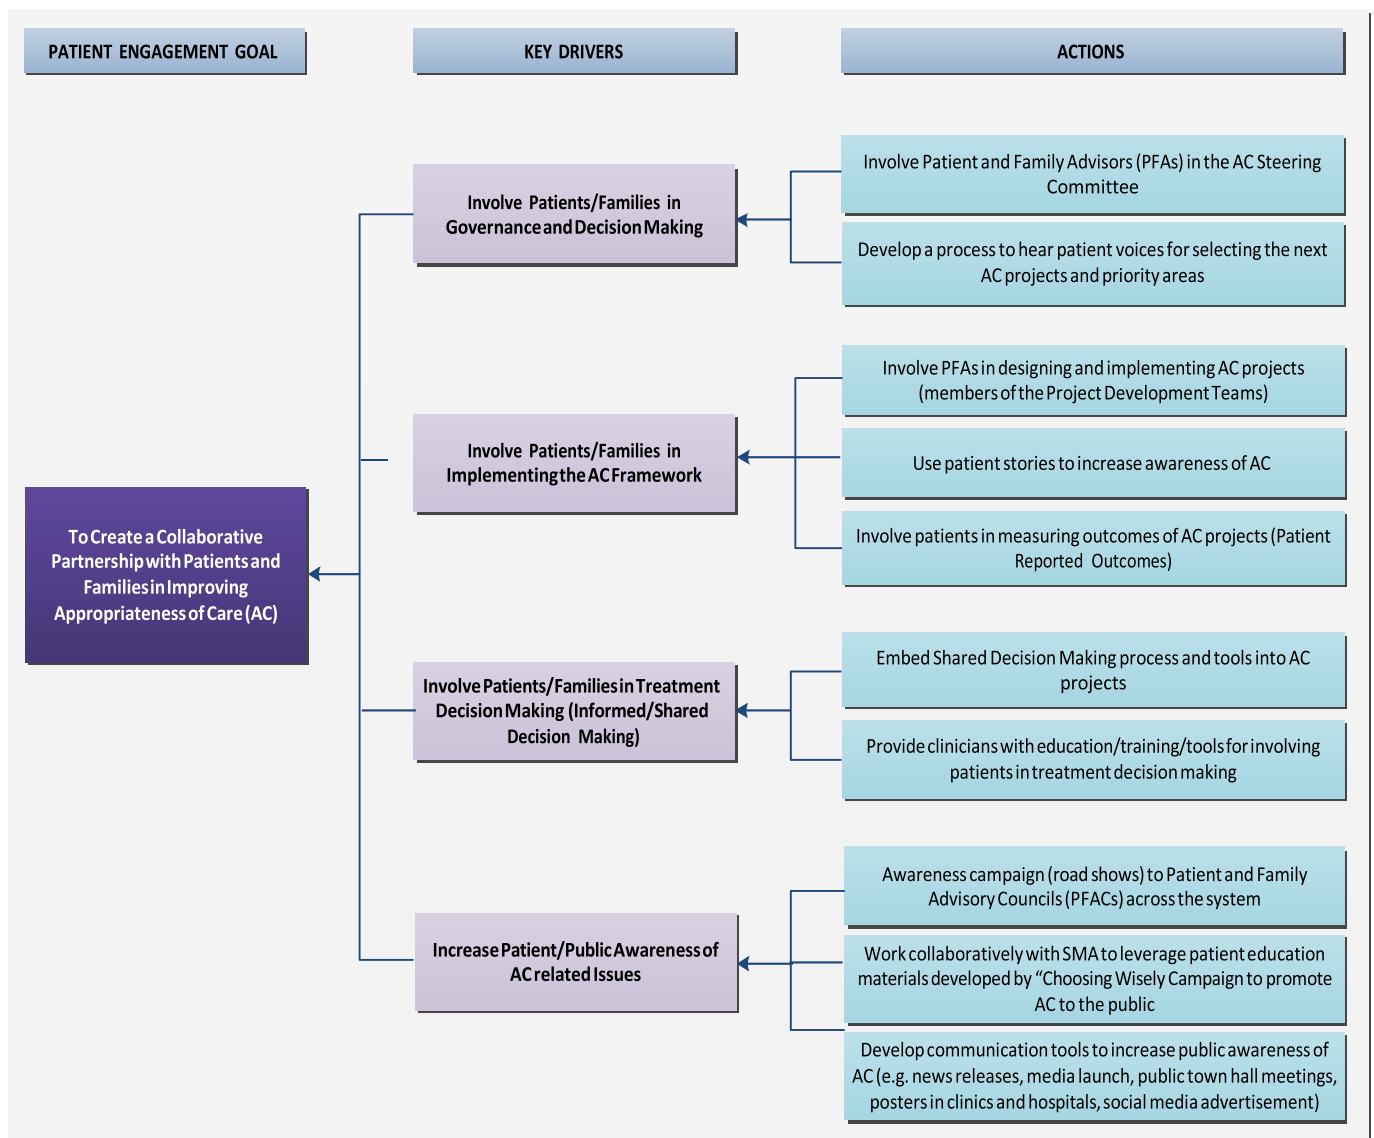 PATIENT ENGAGEMENT GOAL
KEY DRIVERS
ACTIONS
To Create a Collaborative
Partnership with Patients and
Families in Improving
Appropriateness of Care (AC)
Involve Patients/Families in
Governance and Decision Making
Involve Patient and Family Advisors (PFAs) in the AC Steering
Committee
Develop a process to hear patient voices for selecting the next
AC projects and priority areas
Involve Patients/Families in
Implementing the AC Framework
Involve PFAs in designing and implementing AC projects
(members of the Project Development Teams)
Use patient stories to increase awareness of AC
Involve patients in measuring outcomes of AC projects (Patient
Reported Outcomes)
Involve Patients/Families in Treatment
Decision Making (Informed/Shared
Decision Making)
Embed Shared Decision Making process and tools into AC
projects
Provide clinicians with education/training/tools for involving
patients in treatment decision making
Increase Patient/Public Awareness of
AC related Issues
Awareness campaign (road shows) to Patient and Family
Advisory Councils (PFACs) across the system
Work collaboratively with SMA to leverage patient education
materials developed by “Choosing Wisely Campaign to promote
AC to the public
Develop communication tools to increase public awareness of
AC (e.g. news releases, media launch, public town hall meetings,
posters in clinics and hospitals, social media advertisement)